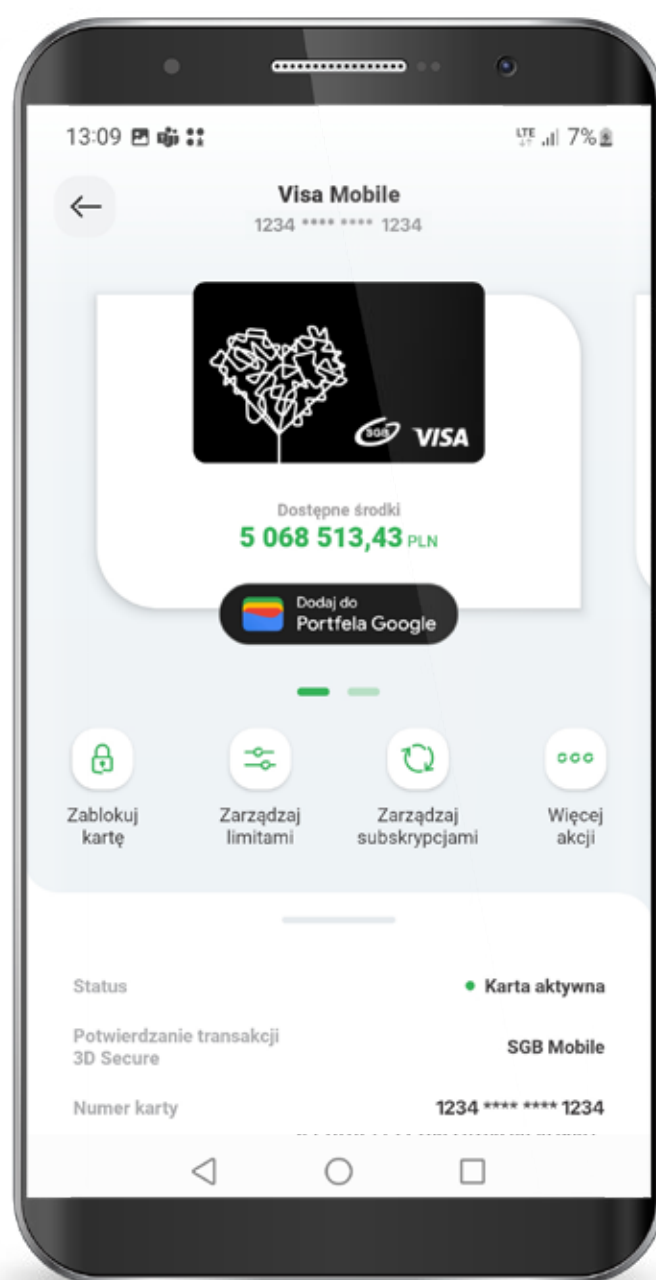 13:09
LTE
7%
Visa Mobile
1234 **** **** 1234
SGB VISA
Dostępne środki
5 068 513,43 PLN
Dodaj do
Portfela Google
Zablokuj
kartę
Zarządzaj
limitami
Zarządzaj
subskrypcjami
Więcej
akcji
Status
Karta aktywna
Potwierdzanie transakcji
3D Secure
SGB Mobile
Numer karty
1234 **** **** 1234